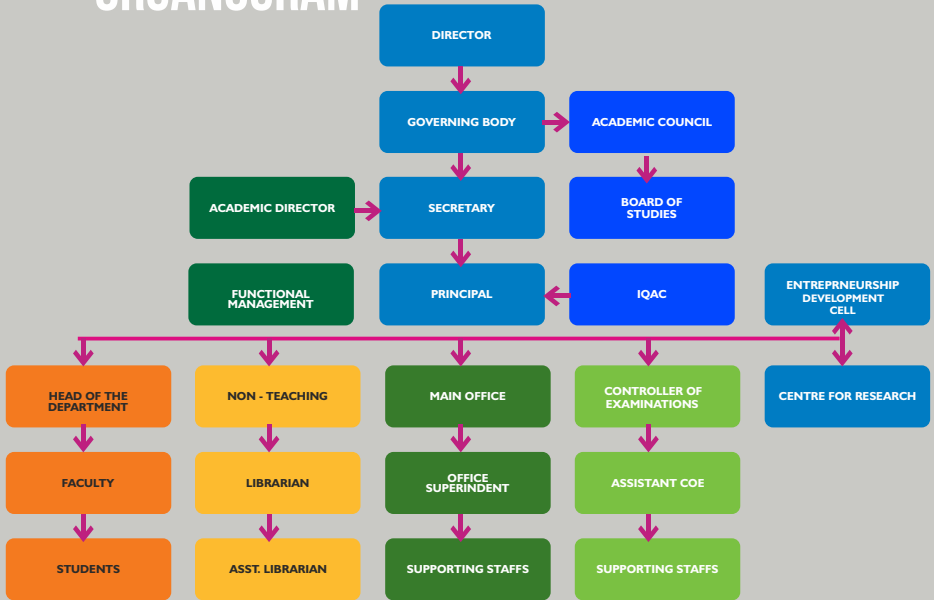 ORGANOGRAM
DIRECTOR
GOVERNING BODY
ACADEMIC COUNCIL
ACADEMIC DIRECTOR
SECRETARY
BOARD OF
STUDIES
FUNCTIONAL
MANAGEMENT
PRINCIPAL
IQAC
ENTREPRNEURSHIP
DEVELOPMENT
CELL
HEAD OF THE
DEPARTMENT
NON - TEACHING
MAIN OFFICE
CONTROLLER OF
EXAMINATIONS
CENTRE FOR RESEARCH
FACULTY
LIBRARIAN
OFFICE
SUPERINDENT
ASSISTANT COE
STUDENTS
ASST. LIBRARIAN
SUPPORTING STAFFS
SUPPORTING STAFFS